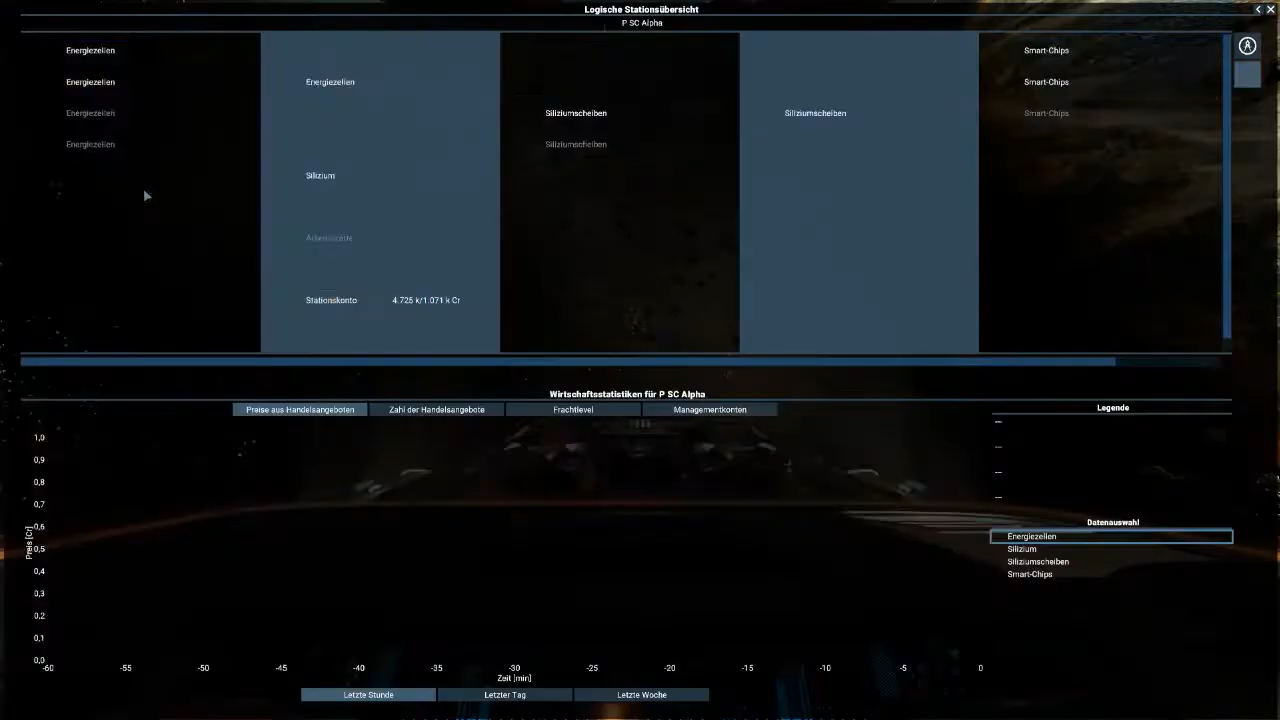 Logische Stationsübersicht
P SC Alpha
Energiezellen
Smart-Chips
Energiezellen
Energiezellen
Smart-Chips
Energiezellen
Siliziumscheiben
Siliziumscheiben
Smart-Chips
Energiezellen
Siliziumscheiben
Silizium
Stationskonto 4.725 k/1.071 k Cr
Wirtschaftsstatistiken für P SC Alpha
Preise aus Handelsangeboten
Zahl der Handelsangebote
Frachtlevel
Managementkonten
Legende
1,0
0,9
0,8
0,7
0,6
0,5
0,4
0,3
0,2
0,1
0,0
Preis [Cr]
-60 -55 -50 -45 -40 -35 -30 -25 -20 -15 -10 -5 0
Zeit [min]
Datenauswahl
Energiezellen
Silizium
Siliziumscheiben
Smart-Chips
Letzte Stunde
Letzter Tag
Letzte Woche